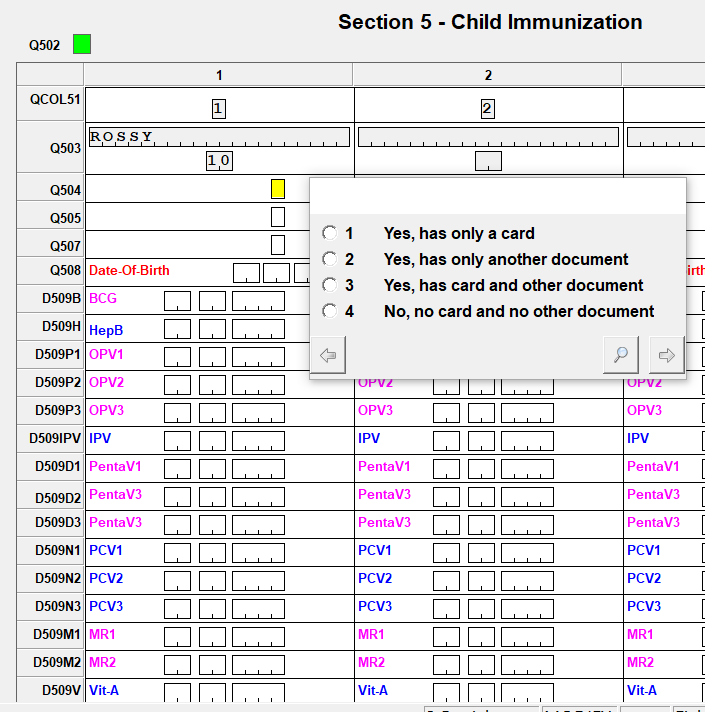 Section 5 - Child Immunization
Q502
1 2
QCOL51 1 2
ROSSY
Q503 10
Q504
Q505
Q507
1 Yes, has only a card
2 Yes, has only another document
3 Yes, has card and other document
4 No, no card and no other document
Q508 Date-Of-Birth
D509B BCG
D509H HepB
D509P1 OPV1
D509P2 OPV2 OPV2 OPV2
D509P3 OPV3 OPV3 OPV3
D509IPV IPV IPV IPV
D509D1 PentaV1 PentaV1 PentaV1
D509D2 PentaV3 PentaV3 PentaV3
D509D3 PentaV3 PentaV3 PentaV3
D509N1 PCV1 PCV1 PCV1
D509N2 PCV2 PCV2 PCV2
D509N3 PCV3 PCV3 PCV3
D509M1 MR1 MR1 MR1
D509M2 MR2 MR2 MR2
D509V Vit-A Vit-A Vit-A